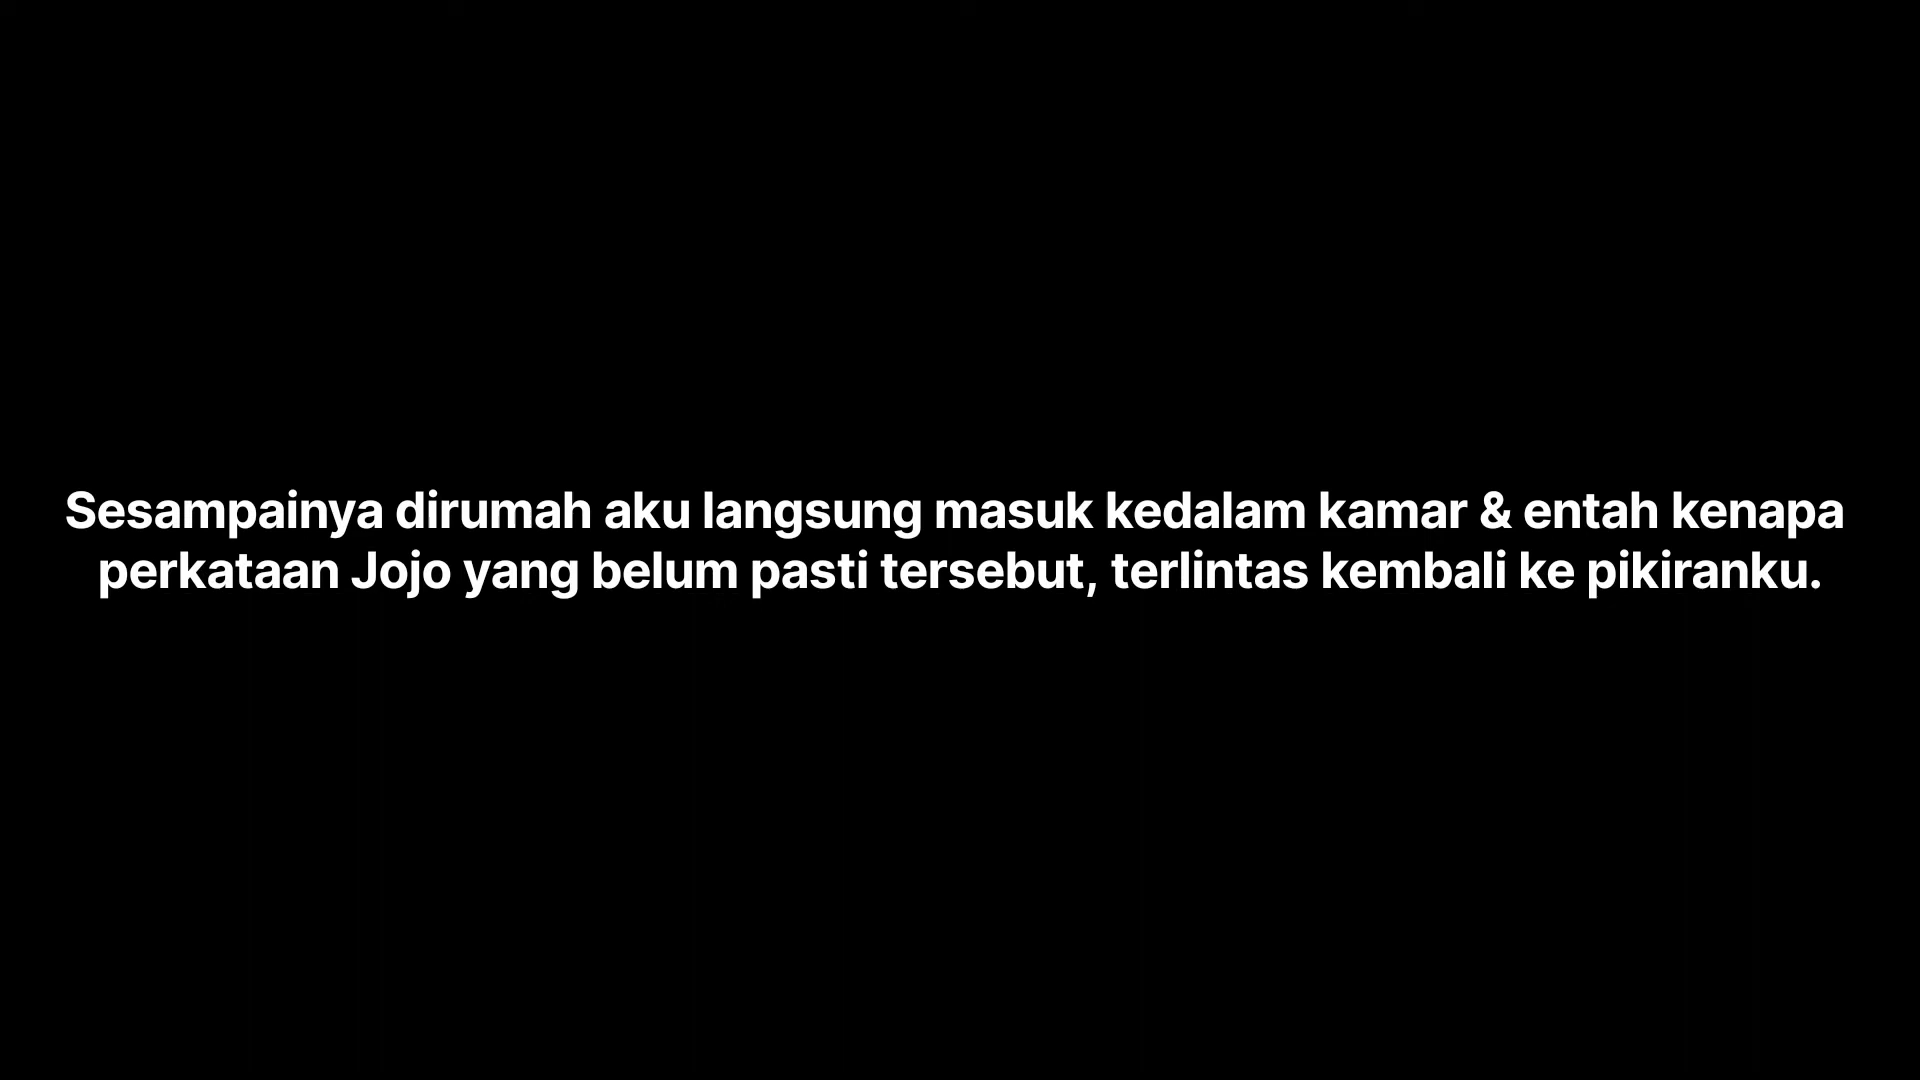 Sesampainya dirumah aku langsung masuk kedalam kamar & entah kenapa
perkataan Jojo yang belum pasti tersebut, terlintas kembali ke pikiranku.